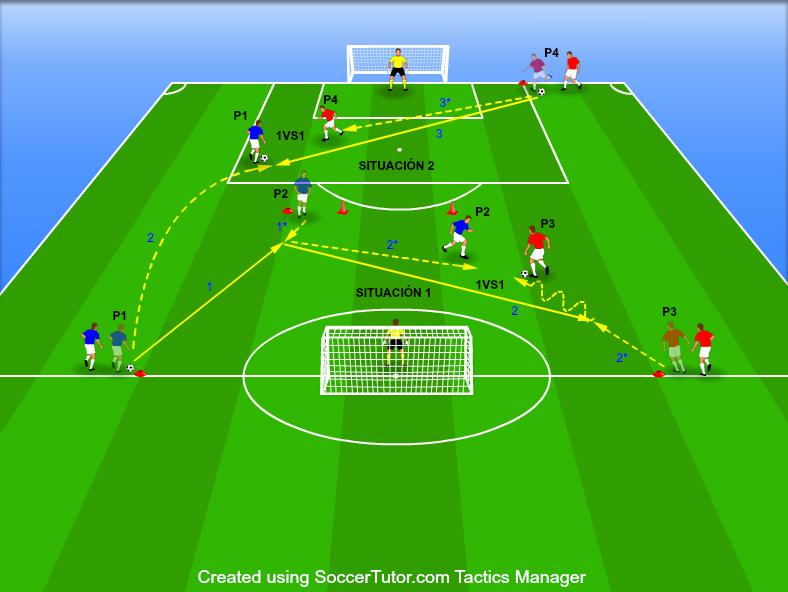 P4
P4
3*
P1
1VS1
3
SITUACIÓN 2
P2
P2
1*
P3
2
2*
1
SITUACIÓN 1
1VS1
2
P1
P3
2*
Created using SoccerTutor.com Tactics Manager